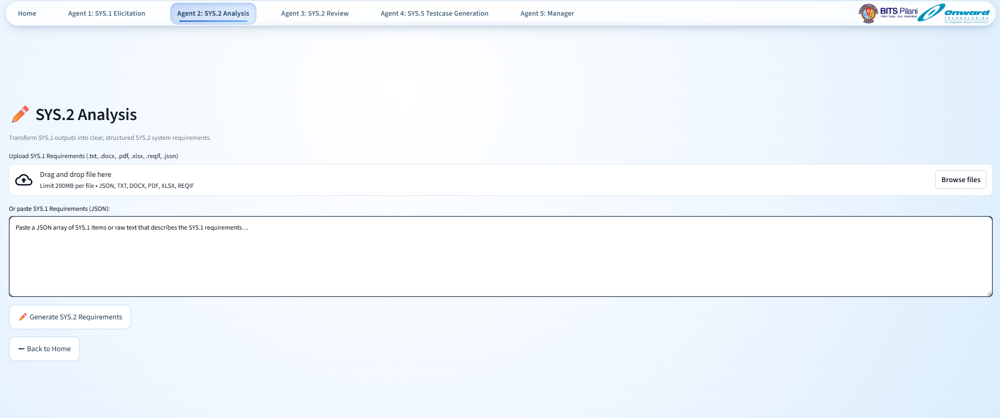 Home
Agent 1: SYS.1 Elicitation
Agent 2: SYS.2 Analysis
Agent 3: SYS.2 Review
Agent 4: SYS.5 Testcase Generation
Agent 5: Manager
BITS Pilani
Pilani | Dubai | Goa | Hyderabad
Onward
TECHNOLOGIES
SYS.2 Analysis
Transform SYS.1 outputs into clear, structured SYS.2 system requirements.
Upload SYS.1 Requirements (.txt, .docx, .pdf, .xlsx, .reqif, .json)
Drag and drop file here
Limit 200MB per file • JSON, TXT, DOCX, PDF, XLSX, REQIF
Browse files
Or paste SYS.1 Requirements (JSON):
Paste a JSON array of SYS.1 items or raw text that describes the SYS.1 requirements...
Generate SYS.2 Requirements
← Back to Home